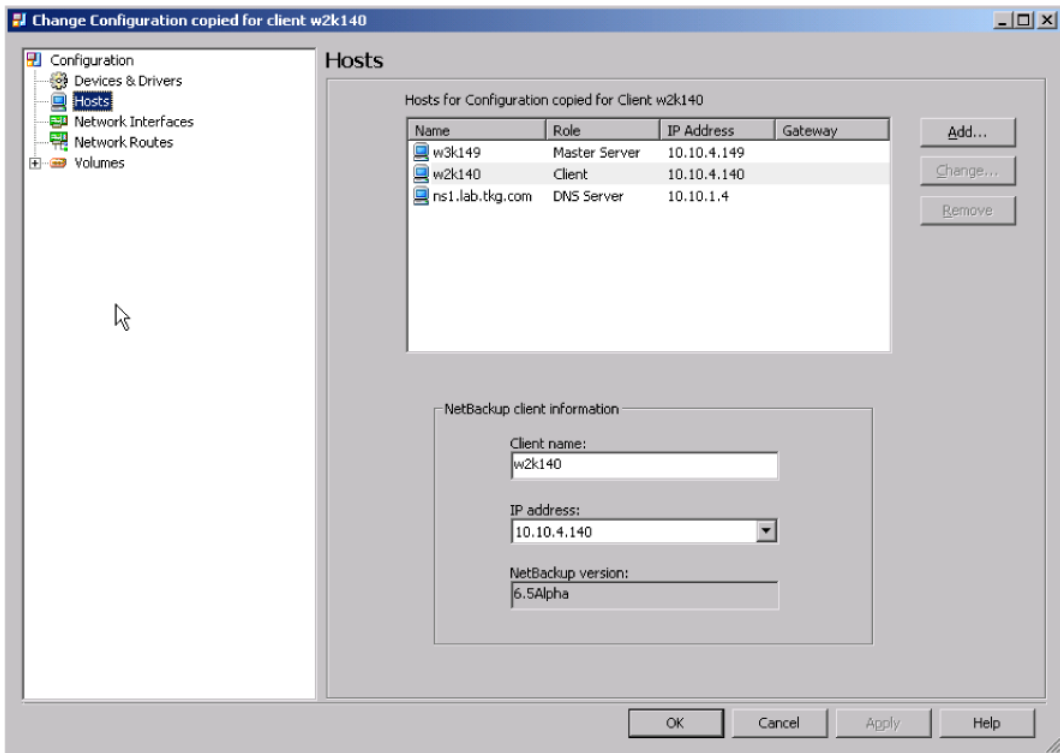 Change Configuration copied for client w2k140
Configuration
Devices & Drivers
Hosts
Network Interfaces
Network Routes
Volumes
Hosts
Hosts for Configuration copied for Client w2k140
Name Role IP Address Gateway
w3k149 Master Server 10.10.4.149
w2k140 Client 10.10.4.140
ns1.lab.tkg.com DNS Server 10.10.1.4
Add...
Change...
Remove
NetBackup client information
Client name:
w2k140
IP address:
10.10.4.140
NetBackup version:
6.5Alpha
OK Cancel Apply Help